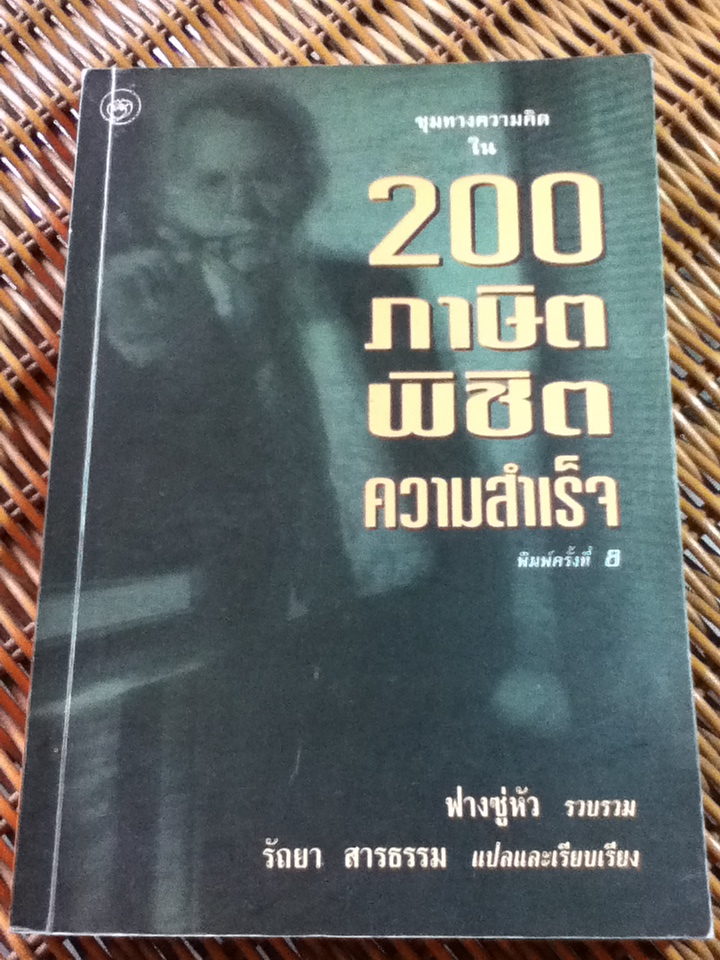 ชุมทางความคิด
ใน
200
ภาษิต
พิชิต
ความสำเร็จ
พิมพ์ครั้งที่ 8
ฟางซู่หัว รวบรวม
รัถยา สารธรรม แปลและเรียบเรียง